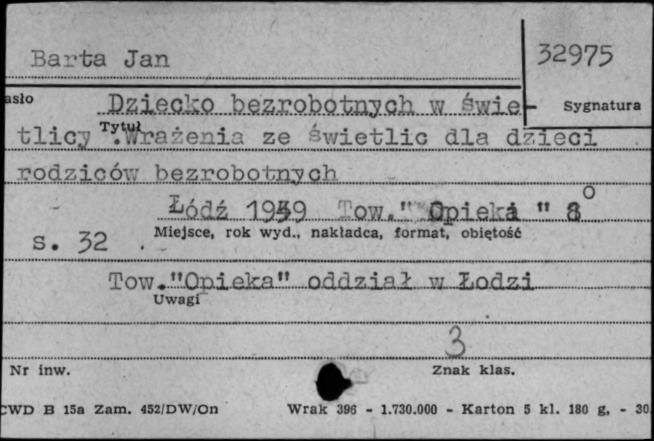 Barta Jan
32975
asło
Dziecko bezrobotnych w świe-
Sygnatura
tlicy Tytuł .Wrażenia ze świetlic dla dzieci
rodziców bezrobotnych
Łódź 1939 Tow." Opieka " 8⁰
s. 32 Miejsce, rok wyd., nakładca, format, objętość
Tow."Opieka" oddział w Łodzi
Uwagi
3
Nr inw. Znak klas.
CWD B 15a Zam. 452/DW/On Wrak 396 - 1.730.000 - Karton 5 kl. 180 g, - 30.